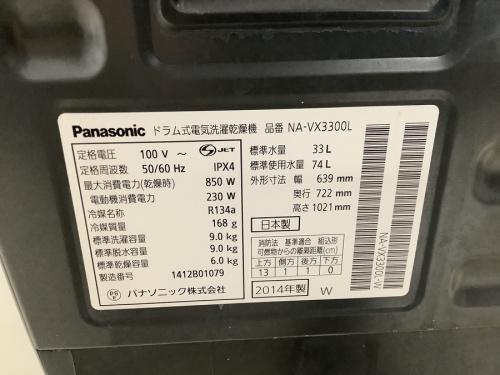 Panasonic ドラム式電気洗濯乾燥機 品番 NA-VX3300L
定格電圧 100 V ～ S JET
定格周波数 50/60 Hz IPX4
最大消費電力(乾燥時) 850 W
電動機消費電力 230 W
冷媒名称 R134a
冷媒質量 168 g
標準洗濯容量 9.0 kg
標準脱水容量 9.0 kg
標準乾燥容量 6.0 kg
製造番号 1412B01079
PS E パナソニック株式会社
標準水量 33 L
標準使用水量 74 L
外形寸法 幅 639 mm
奥行 722 mm
高さ 1021 mm
日本製
消防法 基準適合 組込形
可燃物からの離隔距離(cm)
上方 側方 後方 下方
13 1 1 0
2014年製 W
NA-VX3300L-W